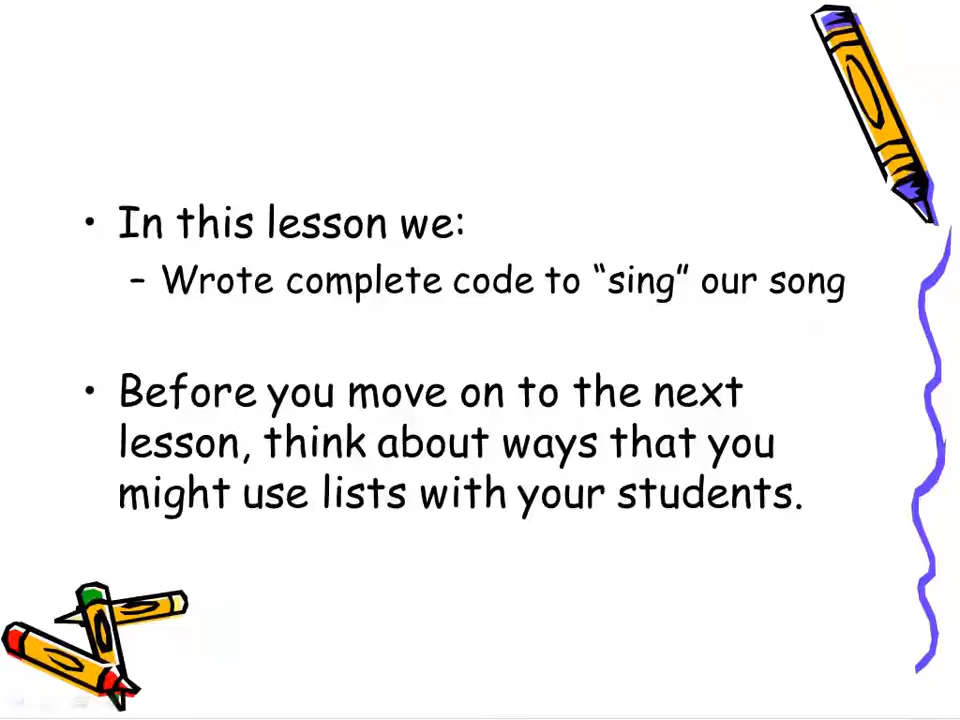 • In this lesson we:
– Wrote complete code to “sing” our song
• Before you move on to the next
lesson, think about ways that you
might use lists with your students.